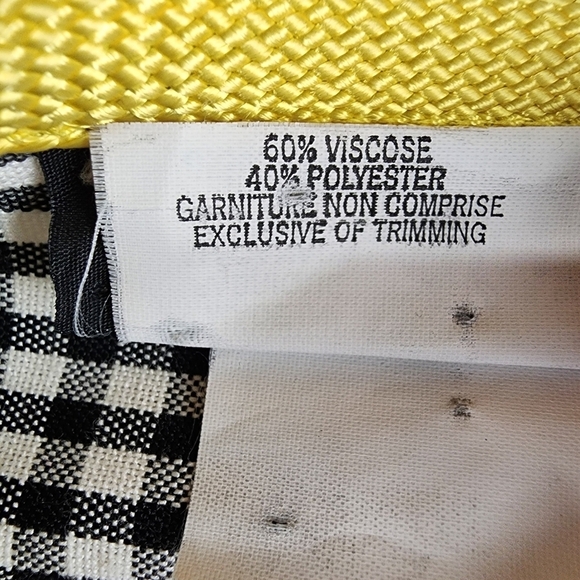 60% VISCOSE
40% POLYESTER
GARNITURE NON COMPRISE
EXCLUSIVE OF TRIMMING